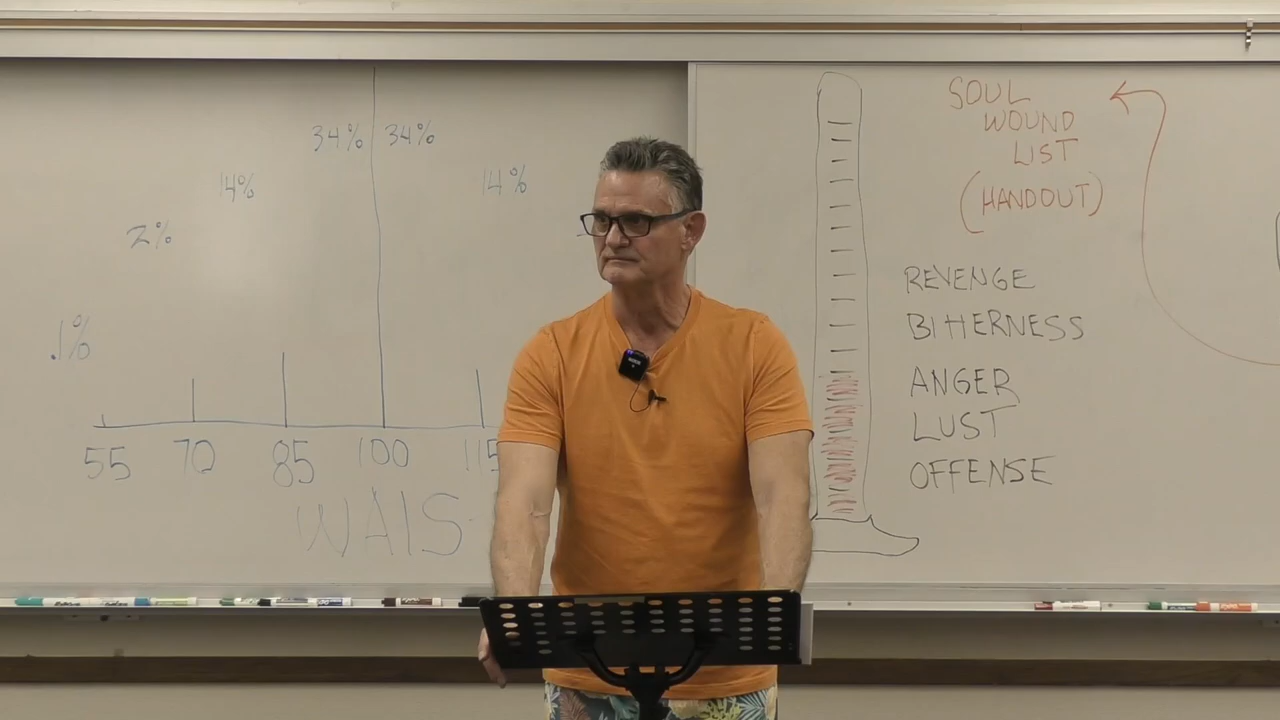 34% 34%
14% 14%
2%
.1%
55 70 85 100 115
WAIS
SOUL
WOUND
LIST
(HANDOUT)
REVENGE
BITTERNESS
ANGER
LUST
OFFENSE